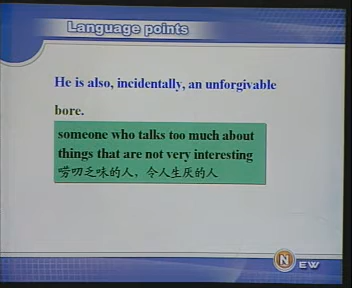 Language points
He is also, incidentally, an unforgivable
bore.
someone who talks too much about
things that are not very interesting
唠叨乏味的人，令人生厌的人
NEW